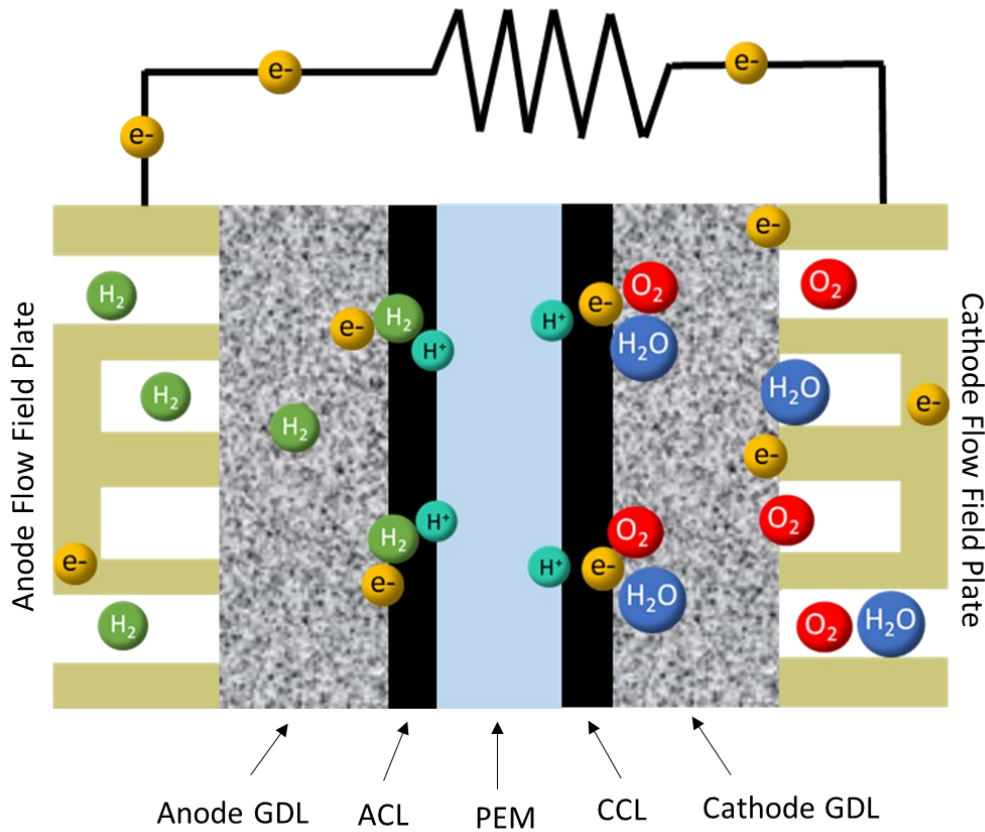 e-
e-
e-
e-
H₂
O₂
O₂
e-
H₂
e-
H⁺
H⁺
H₂O
Anode Flow Field Plate
Cathode Flow Field Plate
H₂
H₂O
e-
H₂
e-
H₂
H⁺
O₂
O₂
e-
e-
H⁺
e-
H₂O
H₂
O₂
H₂O
Anode GDL
ACL
PEM
CCL
Cathode GDL